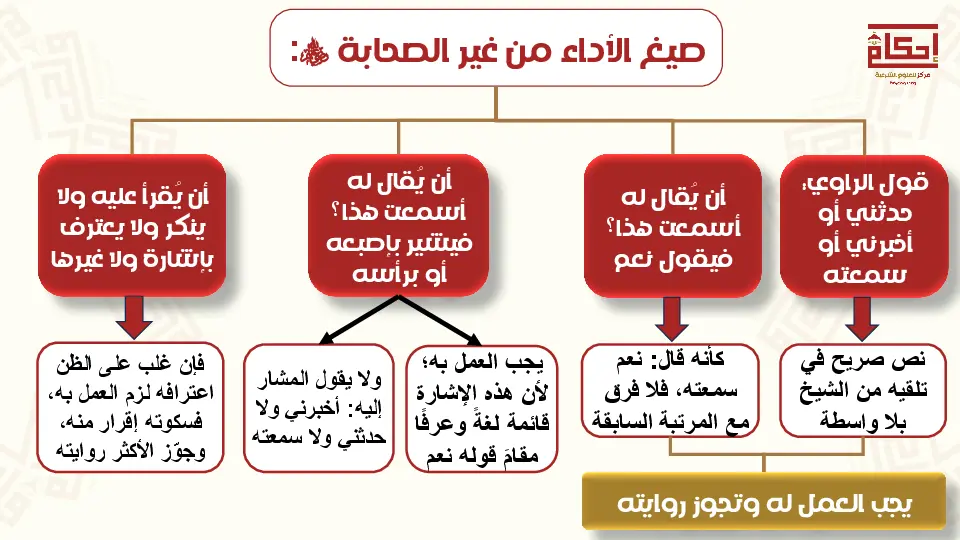 صيغ الأداء من غير الصحابة ﷺ:
إحكام
مركز للعلوم الشرعية
قول الراوي:
حدثني أو
أخبرني أو
سمعته
أن يُقال له
أسمعت هذا؟
فيقول نعم
أن يُقال له
أسمعت هذا؟
فيشير بإصبعه
أو برأسه
أن يُقرأ عليه ولا
ينكر ولا يعترف
بإشارة ولا غيرها
نص صريح في
تلقيه من الشيخ
بلا واسطة
كأنه قال: نعم
سمعته، فلا فرق
مع المرتبة السابقة
يجب العمل به؛
لأن هذه الإشارة
قائمة لغةً وعرفًا
مقامَ قوله نعم
ولا يقول المشار
إليه: أخبرني ولا
حدثني ولا سمعته
فإن غلب على الظن
اعترافه لزم العمل به،
فسكوته إقرار منه،
وجوّز الأكثر روايته
يجب العمل له وتجوز روايته